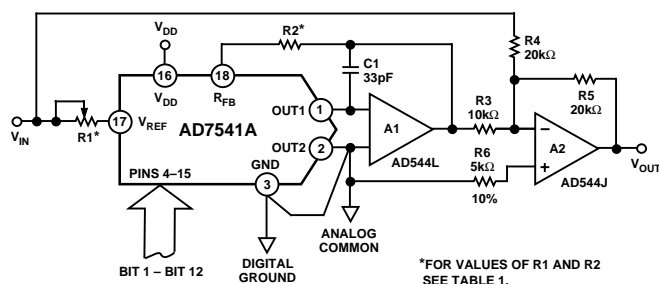 R4
20kΩ
VDD
R2*
16
18
C1
33pF
R5
20kΩ
VDD
RFB
OUT1
1
R3
10kΩ
17
VREF
A1
VIN
R1*
AD7541A
OUT2
2
R6
5kΩ
A2
VOUT
GND
AD544L
AD544J
PINS 4–15
3
10%
ANALOG
COMMON
DIGITAL
GROUND
BIT 1 – BIT 12
*FOR VALUES OF R1 AND R2
SEE TABLE 1.